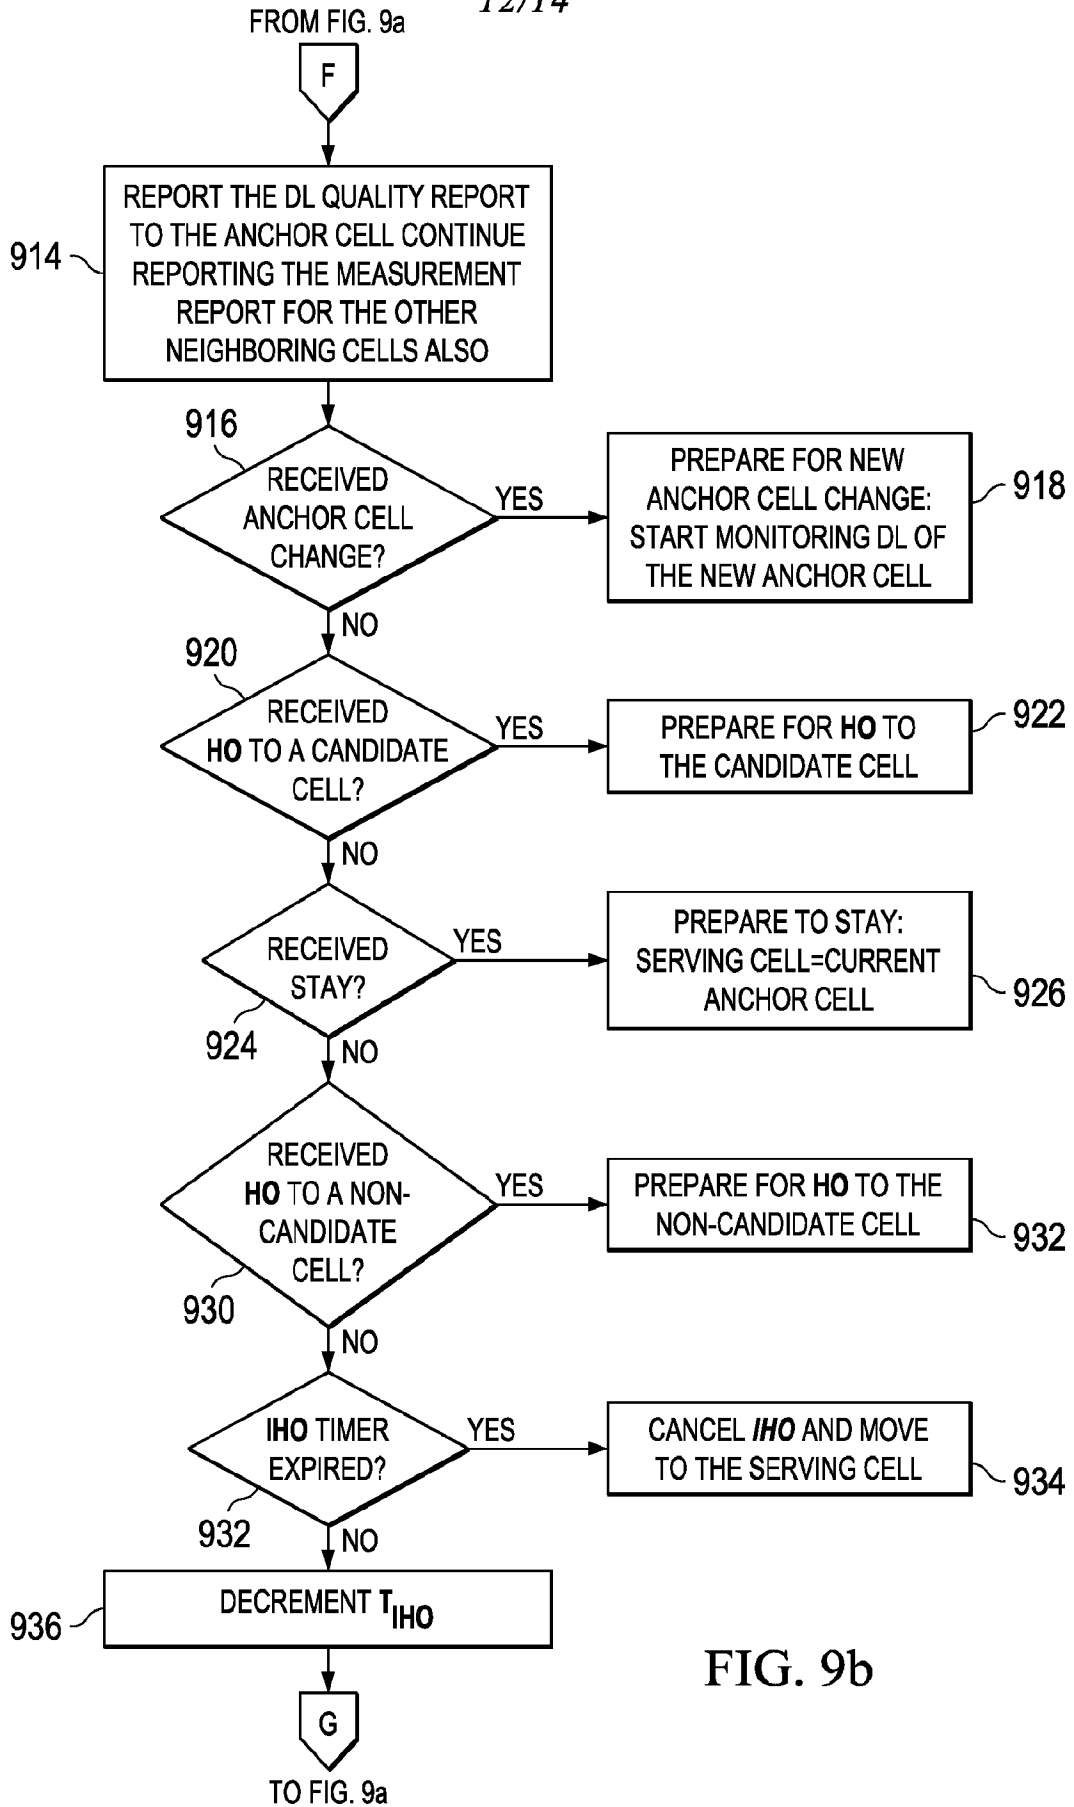 12/14
FROM FIG. 9a
F
REPORT THE DL QUALITY REPORT
TO THE ANCHOR CELL CONTINUE
REPORTING THE MEASUREMENT
REPORT FOR THE OTHER
NEIGHBORING CELLS ALSO
914
916
RECEIVED
ANCHOR CELL
CHANGE?
YES
PREPARE FOR NEW
ANCHOR CELL CHANGE:
START MONITORING DL OF
THE NEW ANCHOR CELL
918
NO
920
RECEIVED
HO TO A CANDIDATE
CELL?
YES
PREPARE FOR HO TO
THE CANDIDATE CELL
922
NO
RECEIVED
STAY?
924
YES
PREPARE TO STAY:
SERVING CELL=CURRENT
ANCHOR CELL
926
NO
RECEIVED
HO TO A NON-
CANDIDATE
CELL?
930
YES
PREPARE FOR HO TO THE
NON-CANDIDATE CELL
932
NO
IHO TIMER
EXPIRED?
932
YES
CANCEL IHO AND MOVE
TO THE SERVING CELL
934
NO
DECREMENT TIHO
936
G
TO FIG. 9a
FIG. 9b